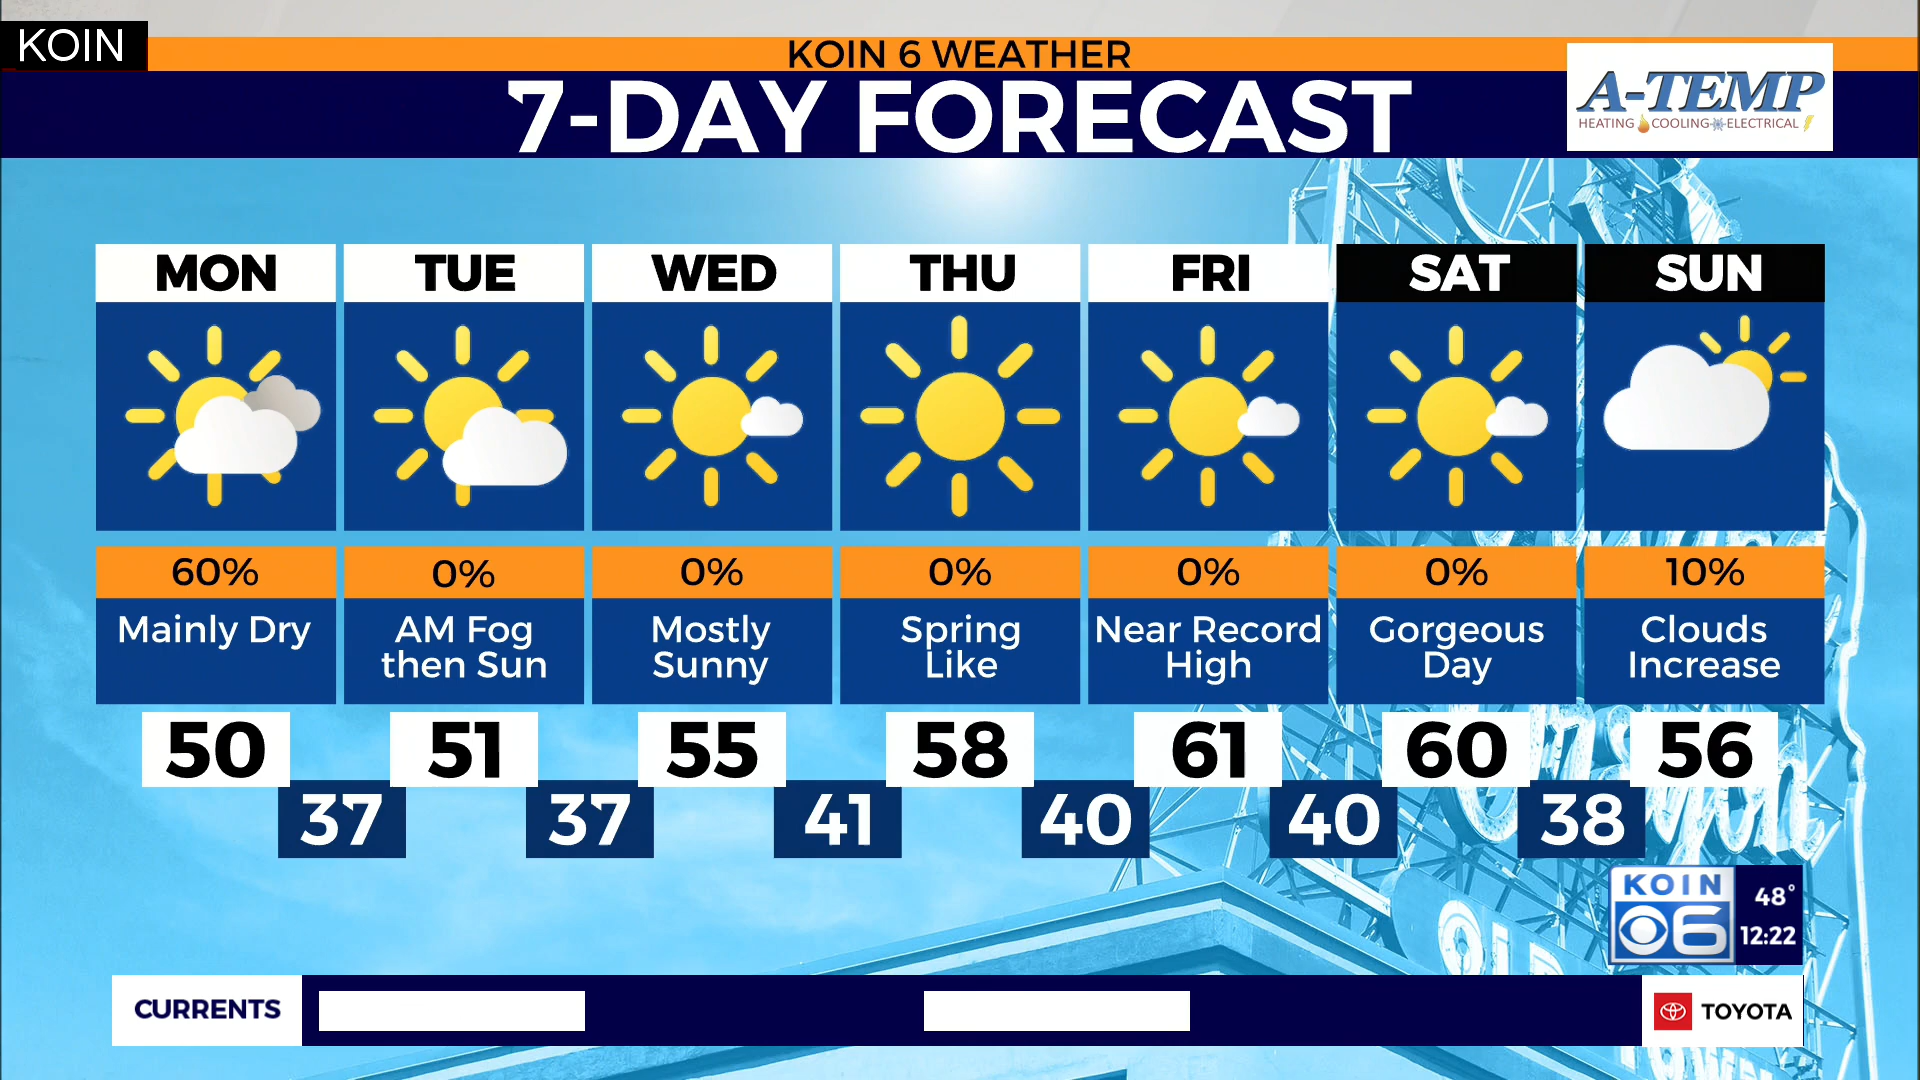 KOIN
KOIN 6 WEATHER
7-DAY FORECAST
A-TEMP
HEATING COOLING ELECTRICAL
MON TUE WED THU FRI SAT SUN
60% 0% 0% 0% 0% 0% 10%
Mainly Dry
AM Fog
then Sun
Mostly
Sunny
Spring
Like
Near Record
High
Gorgeous
Day
Clouds
Increase
50 51 55 58 61 60 56
37 37 41 40 40 38
KOIN
6
48°
12:22
OLD
CURRENTS
TOYOTA